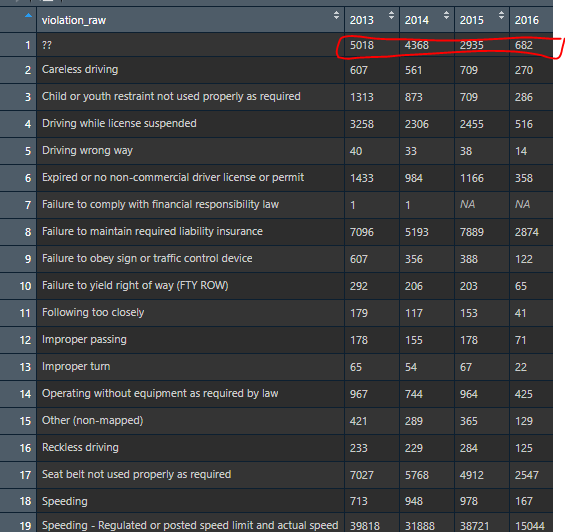 violation_raw 2013 2014 2015 2016
1 ?? 5018 4368 2935 682
2 Careless driving 607 561 709 270
3 Child or youth restraint not used properly as required 1313 873 709 286
4 Driving while license suspended 3258 2306 2455 516
5 Driving wrong way 40 33 38 14
6 Expired or no non-commercial driver license or permit 1433 984 1166 358
7 Failure to comply with financial responsibility law 1 1 NA NA
8 Failure to maintain required liability insurance 7096 5193 7889 2874
9 Failure to obey sign or traffic control device 607 356 388 122
10 Failure to yield right of way (FTY ROW) 292 206 203 65
11 Following too closely 179 117 153 41
12 Improper passing 178 155 178 71
13 Improper turn 65 54 67 22
14 Operating without equipment as required by law 967 744 964 425
15 Other (non-mapped) 421 289 365 129
16 Reckless driving 233 229 284 125
17 Seat belt not used properly as required 7027 5768 4912 2547
18 Speeding 713 948 978 167
19 Speeding - Regulated or posted speed limit and actual speed 39818 31888 38721 15044